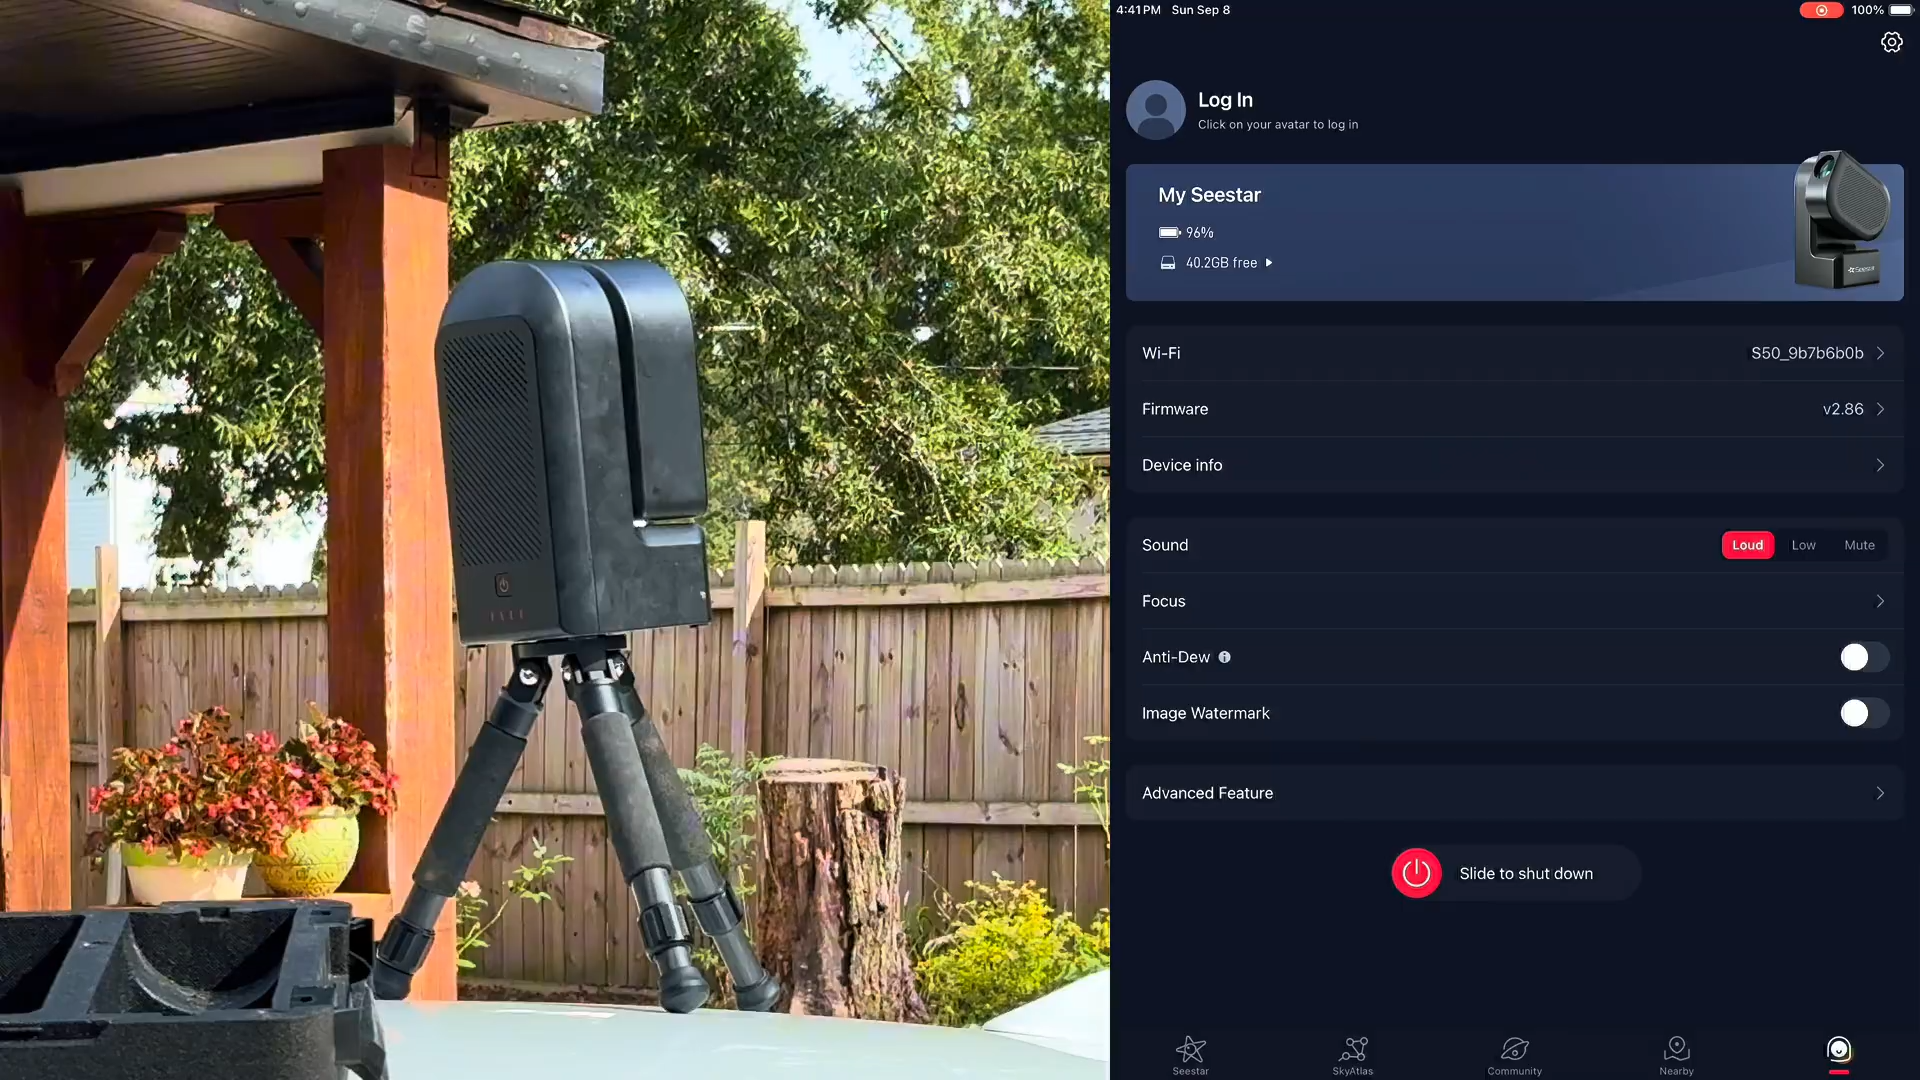 4:41PM Sun Sep 8
100%
Log In
Click on your avatar to log in
My Seestar
96%
40.2GB free
Seestar
Wi-Fi
S50_9b7b6b0b
Firmware
v2.86
Device info
Sound
Loud
Low
Mute
Focus
Anti-Dew
Image Watermark
Advanced Feature
Slide to shut down
Seestar
SkyAtlas
Community
Nearby